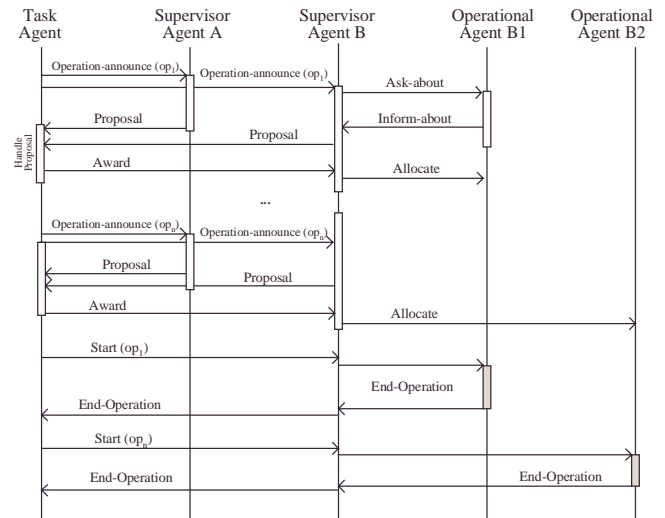 Task Agent
Supervisor Agent A
Supervisor Agent B
Operational Agent B1
Operational Agent B2
Operation-announce (op1)
Operation-announce (op1)
Ask-about
Proposal
Inform-about
Proposal
Handle Proposal
Award
Allocate
...
Operation-announce (opn)
Operation-announce (opn)
Proposal
Proposal
Award
Allocate
Start (op1)
End-Operation
End-Operation
Start (opn)
End-Operation
End-Operation